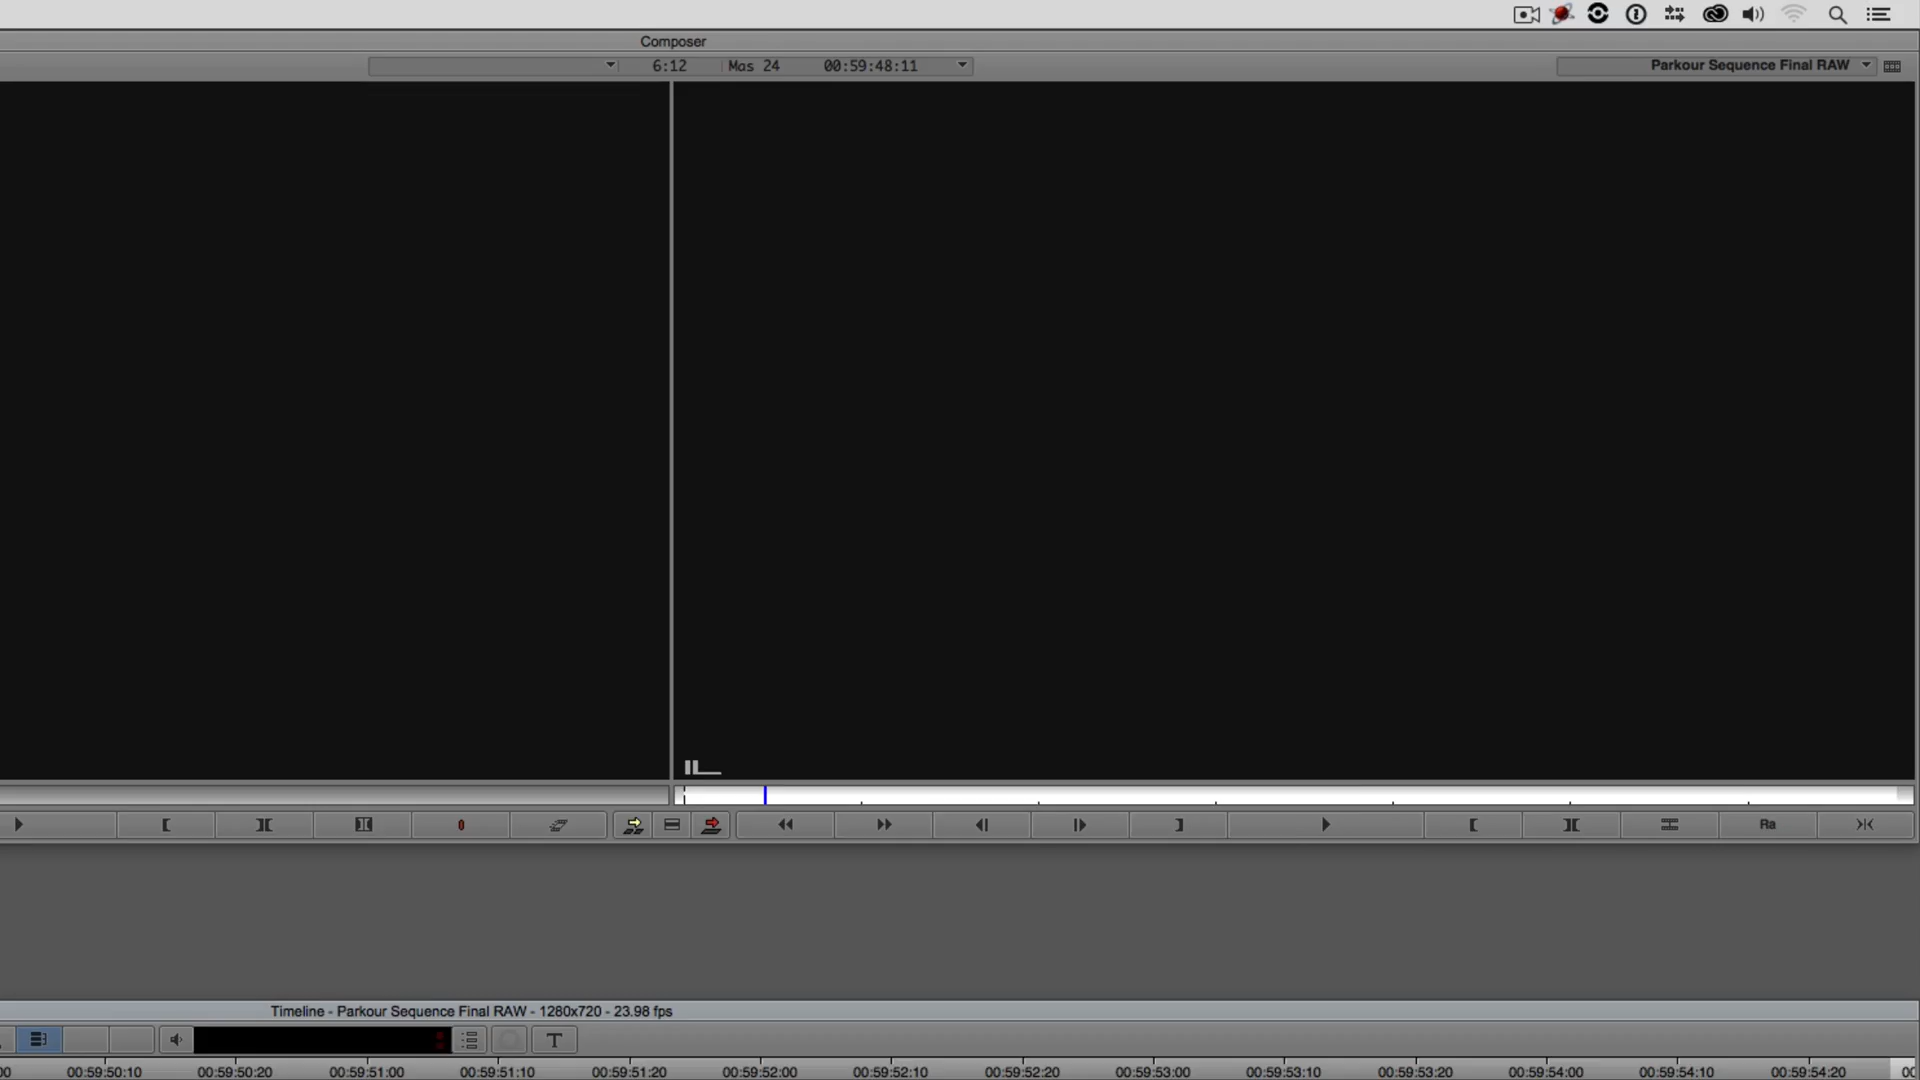 Composer
6:12 Mas 24 00:59:48:11
Parkour Sequence Final RAW
Ra
Timeline - Parkour Sequence Final RAW - 1280x720 - 23.98 fps
T
00:59:50:10 00:59:50:20 00:59:51:00 00:59:51:10 00:59:51:20 00:59:52:00 00:59:52:10 00:59:52:20 00:59:53:00 00:59:53:10 00:59:53:20 00:59:54:00 00:59:54:10 00:59:54:20